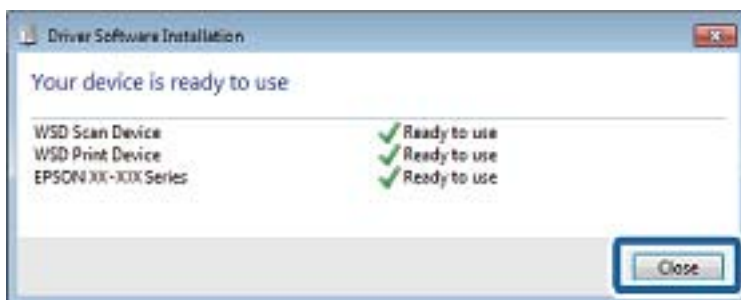 Driver Software Installation
Your device is ready to use
WSD Scan Device Ready to use
WSD Print Device Ready to use
EPSON XX-XXX Series Ready to use
Close